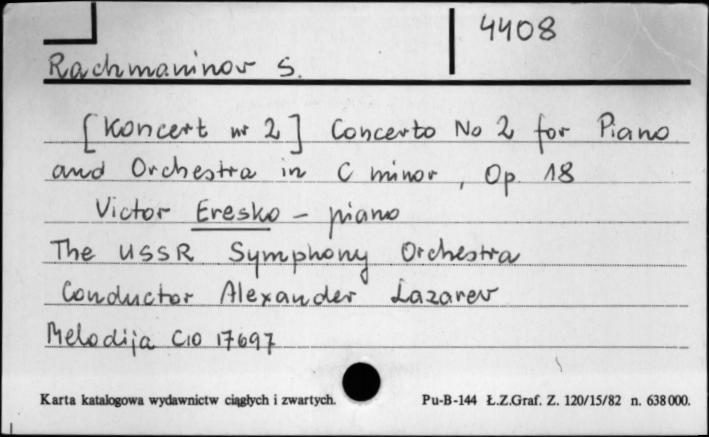 4408
Rachmaninov S.
[Koncert nr 2] Concerto No 2 for Piano
and Orchestra in C minor, Op. 18
Victor Eresko – piano
The USSR Symphony Orchestra
Conductor Alexander Lazarev
Melodija C10 17697
Karta katalogowa wydawnictw ciągłych i zwartych. Pu-B-144 Ł.Z.Graf. Z. 120/15/82 n. 638 000.